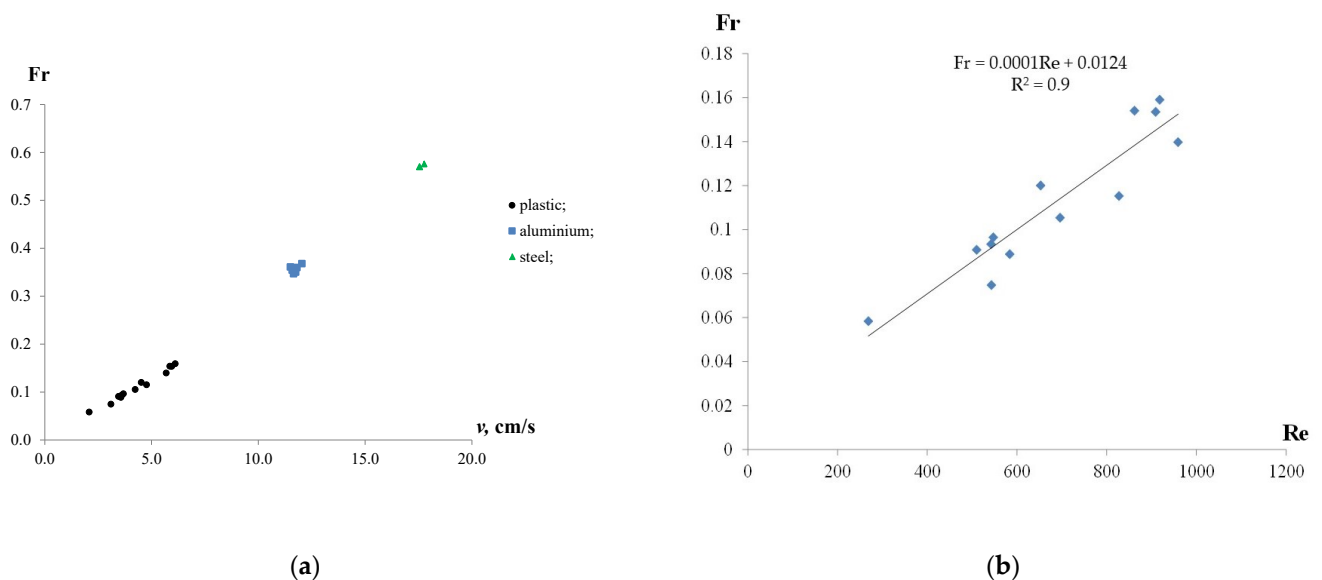 Fr
0.7
0.6
0.5
0.4
0.3
0.2
0.1
0.0
0.0 5.0 10.0 15.0 20.0
v, cm/s
plastic;
aluminium;
steel;
(a)
Fr
0.18
0.16
0.14
0.12
0.1
0.08
0.06
0.04
0.02
0
0 200 400 600 800 1000 1200
Re
Fr = 0.0001Re + 0.0124
R² = 0.9
(b)